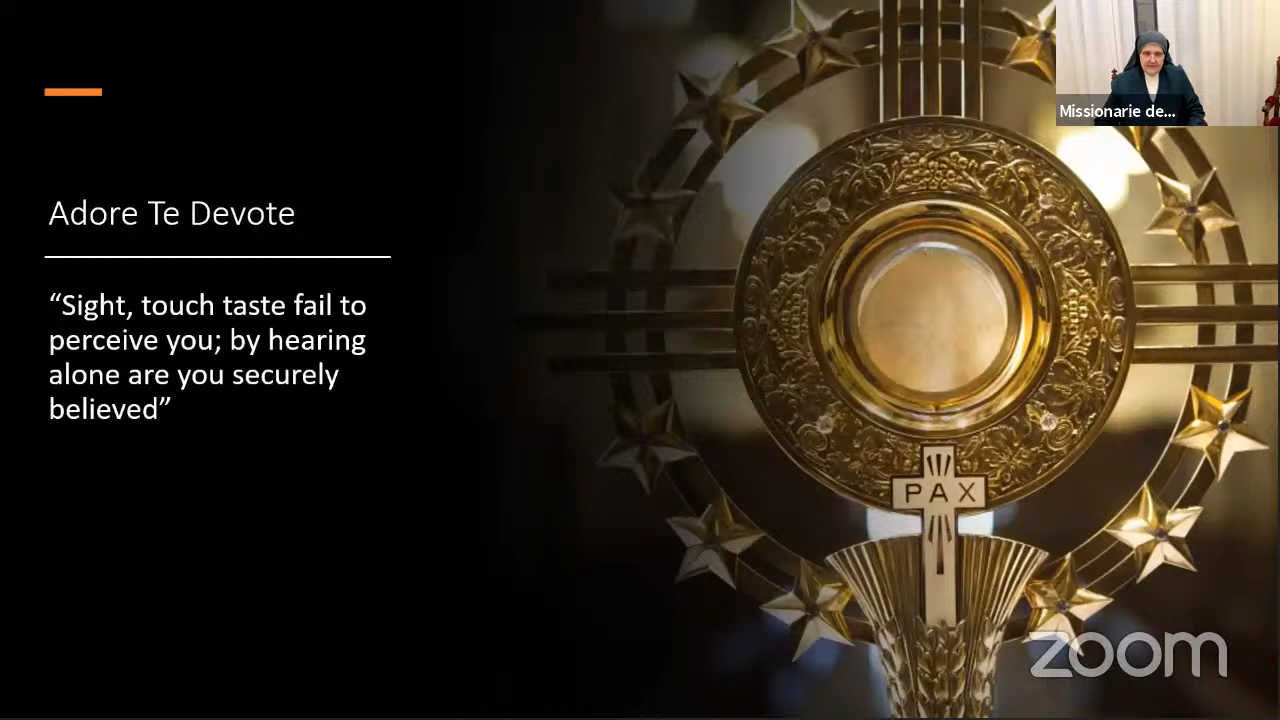 Missionarie de...
Adore Te Devote
“Sight, touch taste fail to
perceive you; by hearing
alone are you securely
believed”
PAX
zoom